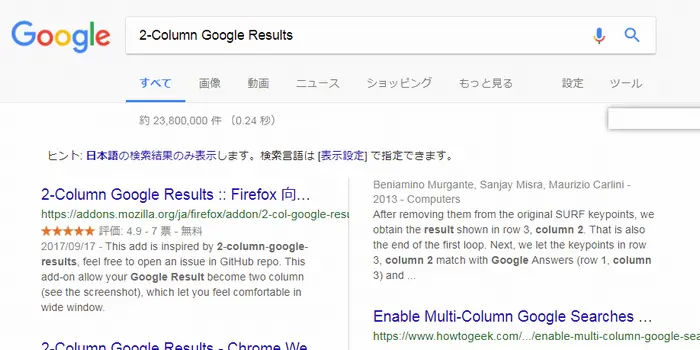 Google
2-Column Google Results
すべて 画像 動画 ニュース ショッピング もっと見る 設定 ツール
約 23,800,000 件 （0.24 秒）
ヒント: 日本語の検索結果のみ表示します。検索言語は [表示設定] で指定できます。
2-Column Google Results :: Firefox 向...
https://addons.mozilla.org/ja/firefox/addon/2-col-google-resu
★★★★★ 評価: 4.9 - 7 票 - 無料
2017/09/17 - This add is inspired by 2-column-google-
results, feel free to open an issue in GitHub repo. This
add-on allow your Google Result become two column
(see the screenshot), which let you feel comfortable in
wide window.
2-Column Google Results - Chrome We
Beniamino Murgante, Sanjay Misra, Maurizio Carlini -
2013 - Computers
After removing them from the original SURF keypoints, we
obtain the result shown in row 3, column 2. That is also
the end of the first loop. Next, we let the keypoints in row
3, column 2 match with Google Answers (row 1, column
3) and ...
Enable Multi-Column Google Searches ...
https://www.howtogeek.com/.../enable-multi-column-google-sea